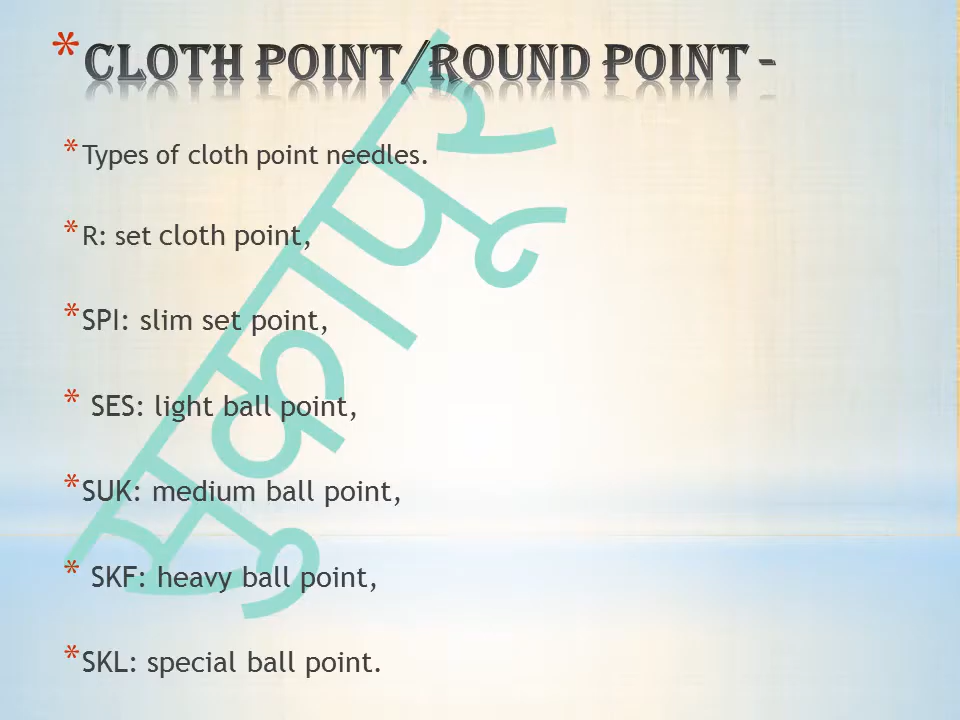 *CLOTH POINT/ROUND POINT -
*Types of cloth point needles.
*R: set cloth point,
*SPI: slim set point,
* SES: light ball point,
*SUK: medium ball point,
* SKF: heavy ball point,
*SKL: special ball point.